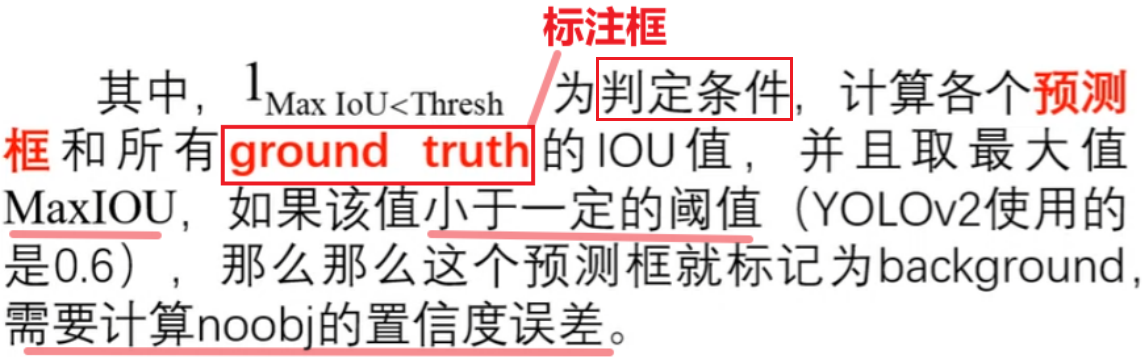 标注框
其中，1Max IoU<Thresh 为判定条件，计算各个预测
框和所有ground truth的IOU值，并且取最大值
MaxIOU，如果该值小于一定的阈值（YOLOv2使用的
是0.6），那么那么这个预测框就标记为background，
需要计算noobj的置信度误差。